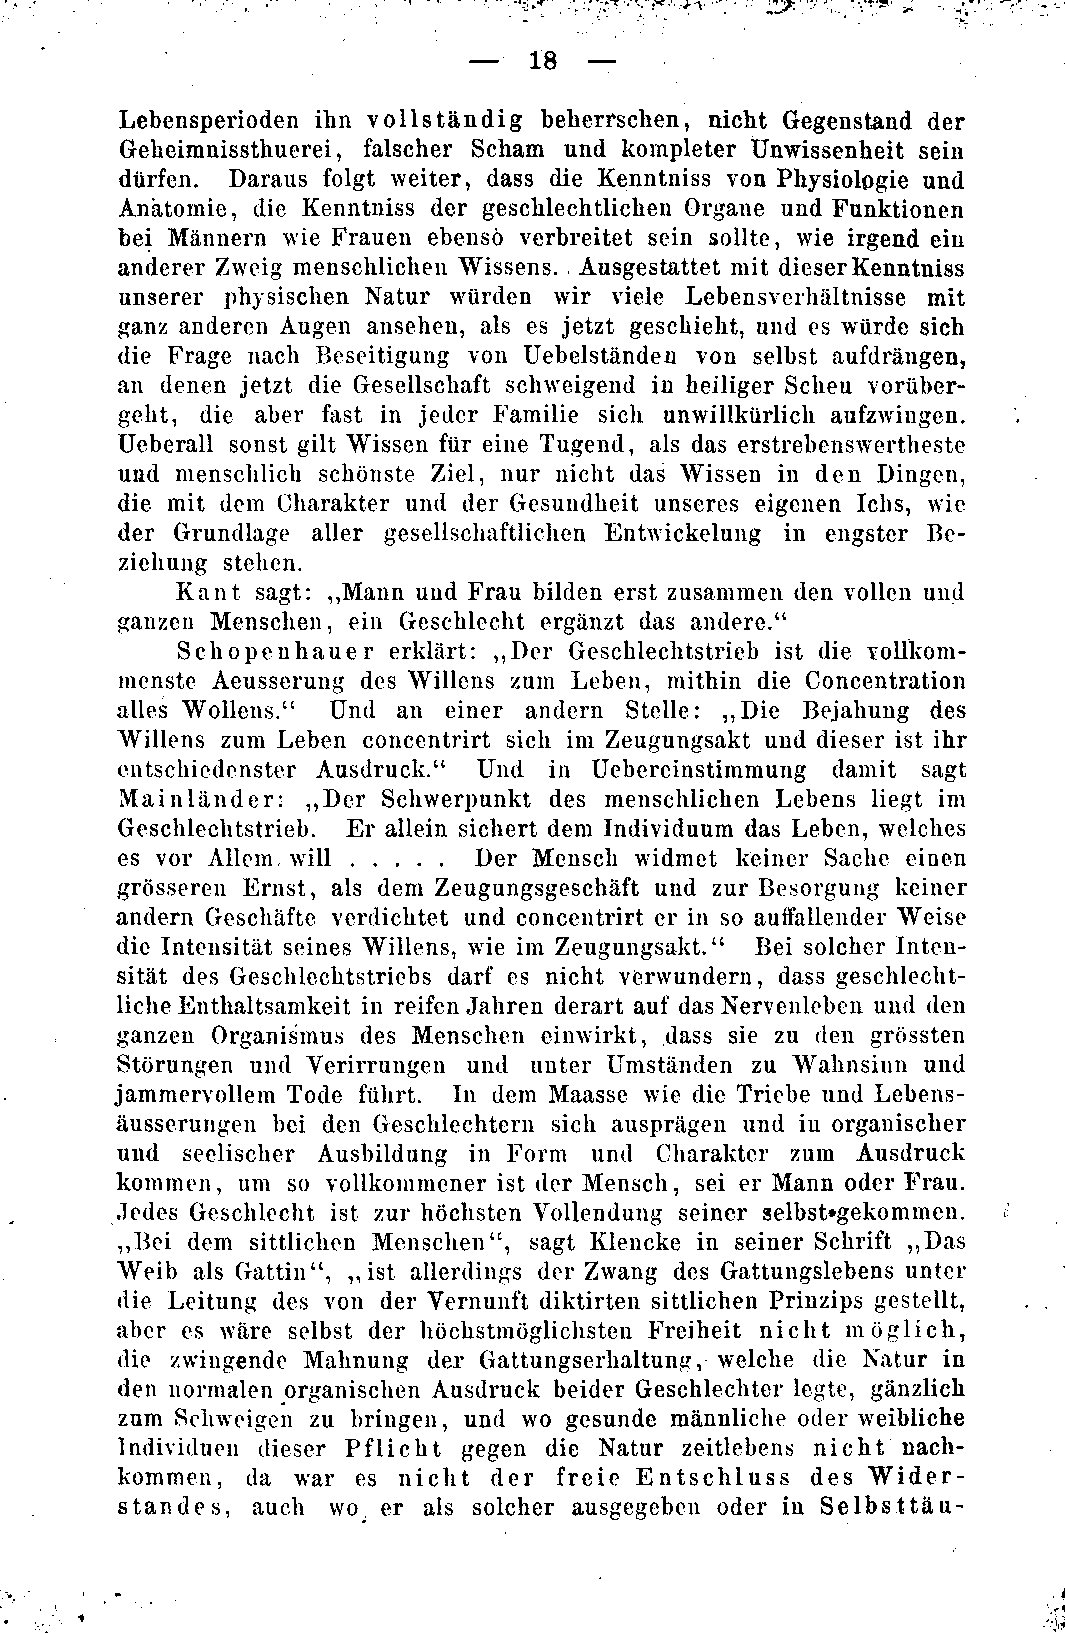 — 18 —
Lebensperioden ihn vollständig beherrschen, nicht Gegenstand der
Geheimnissthuerei, falscher Scham und kompleter Unwissenheit sein
dürfen. Daraus folgt weiter, dass die Kenntniss von Physiologie und
Anatomie, die Kenntniss der geschlechtlichen Organe und Funktionen
bei Männern wie Frauen ebenso verbreitet sein sollte, wie irgend ein
anderer Zweig menschlichen Wissens. Ausgestattet mit dieser Kenntniss
unserer physischen Natur würden wir viele Lebensverhältnisse mit
ganz anderen Augen ansehen, als es jetzt geschieht, und es würde sich
die Frage nach Beseitigung von Uebelständen von selbst aufdrängen,
an denen jetzt die Gesellschaft schweigend in heiliger Scheu vorüber-
geht, die aber fast in jeder Familie sich unwillkürlich aufzwingen.
Ueberall sonst gilt Wissen für eine Tugend, als das erstrebenswertheste
und menschlich schönste Ziel, nur nicht das Wissen in den Dingen,
die mit dem Charakter und der Gesundheit unseres eigenen Ichs, wie
der Grundlage aller gesellschaftlichen Entwickelung in engster Be-
ziehung stehen.
Kant sagt: „Mann und Frau bilden erst zusammen den vollen und
ganzen Menschen, ein Geschlecht ergänzt das andere.“
Schopenhauer erklärt: „Der Geschlechtstrieb ist die vollkom-
menste Aeusserung des Willens zum Leben, mithin die Concentration
alles Wollens.“ Und an einer andern Stelle: „Die Bejahung des
Willens zum Leben concentrirt sich im Zeugungsakt und dieser ist ihr
entschiedenster Ausdruck.“ Und in Uebereinstimmung damit sagt
Mainländer: „Der Schwerpunkt des menschlichen Lebens liegt im
Geschlechtstrieb. Er allein sichert dem Individuum das Leben, welches
es vor Allem will . . . . . Der Mensch widmet keiner Sache einen
grösseren Ernst, als dem Zeugungsgeschäft und zur Besorgung keiner
andern Geschäfte verdichtet und concentrirt er in so auffallender Weise
die Intensität seines Willens, wie im Zeugungsakt.“ Bei solcher Inten-
sität des Geschlechtstriebs darf es nicht verwundern, dass geschlecht-
liche Enthaltsamkeit in reifen Jahren derart auf das Nervenleben und den
ganzen Organismus des Menschen einwirkt, dass sie zu den grössten
Störungen und Verirrungen und unter Umständen zu Wahnsinn und
jammervollem Tode führt. In dem Maasse wie die Triebe und Lebens-
äusserungen bei den Geschlechtern sich ausprägen und in organischer
und seelischer Ausbildung in Form und Charakter zum Ausdruck
kommen, um so vollkommener ist der Mensch, sei er Mann oder Frau.
Jedes Geschlecht ist zur höchsten Vollendung seiner selbst gekommen.
„Bei dem sittlichen Menschen“, sagt Klencke in seiner Schrift „Das
Weib als Gattin“, „ist allerdings der Zwang des Gattungslebens unter
die Leitung des von der Vernunft diktirten sittlichen Prinzips gestellt,
aber es wäre selbst der höchstmöglichsten Freiheit nicht möglich,
die zwingende Mahnung der Gattungserhaltung, welche die Natur in
den normalen organischen Ausdruck beider Geschlechter legte, gänzlich
zum Schweigen zu bringen, und wo gesunde männliche oder weibliche
Individuen dieser Pflicht gegen die Natur zeitlebens nicht nach-
kommen, da war es nicht der freie Entschluss des Wider-
standes, auch wo er als solcher ausgegeben oder in Selbsttäu-